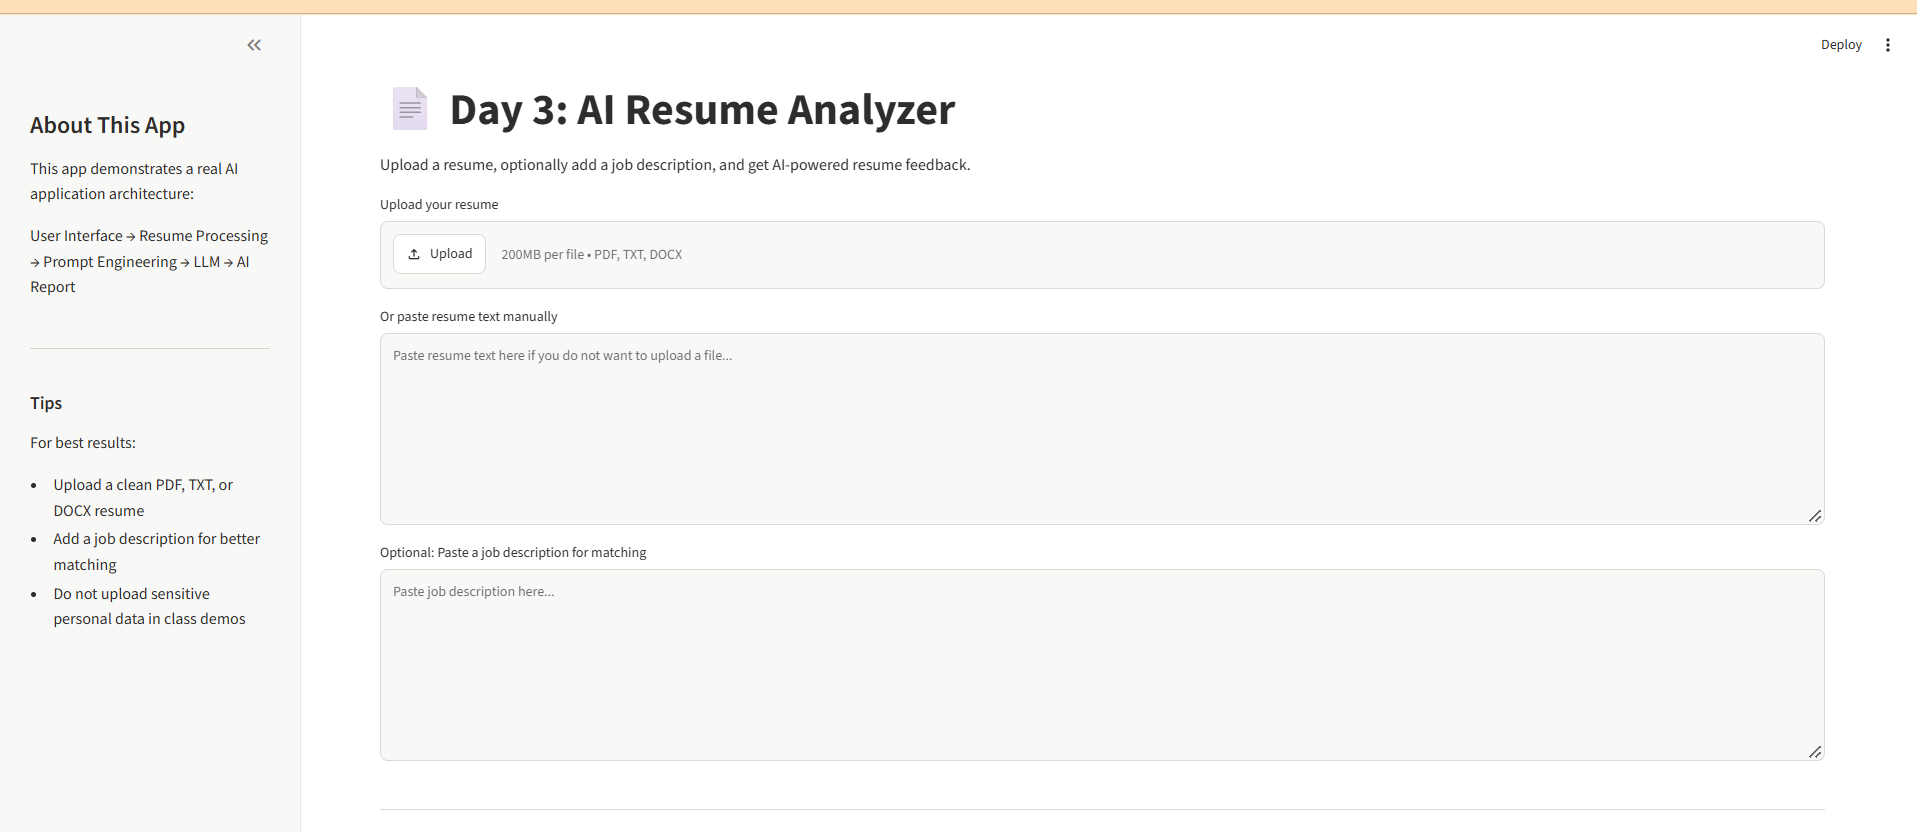 Deploy
About This App
This app demonstrates a real AI
application architecture:
User Interface → Resume Processing
→ Prompt Engineering → LLM → AI
Report
Tips
For best results:
• Upload a clean PDF, TXT, or
DOCX resume
• Add a job description for better
matching
• Do not upload sensitive
personal data in class demos
Day 3: AI Resume Analyzer
Upload a resume, optionally add a job description, and get AI-powered resume feedback.
Upload your resume
Upload 200MB per file • PDF, TXT, DOCX
Or paste resume text manually
Paste resume text here if you do not want to upload a file...
Optional: Paste a job description for matching
Paste job description here...